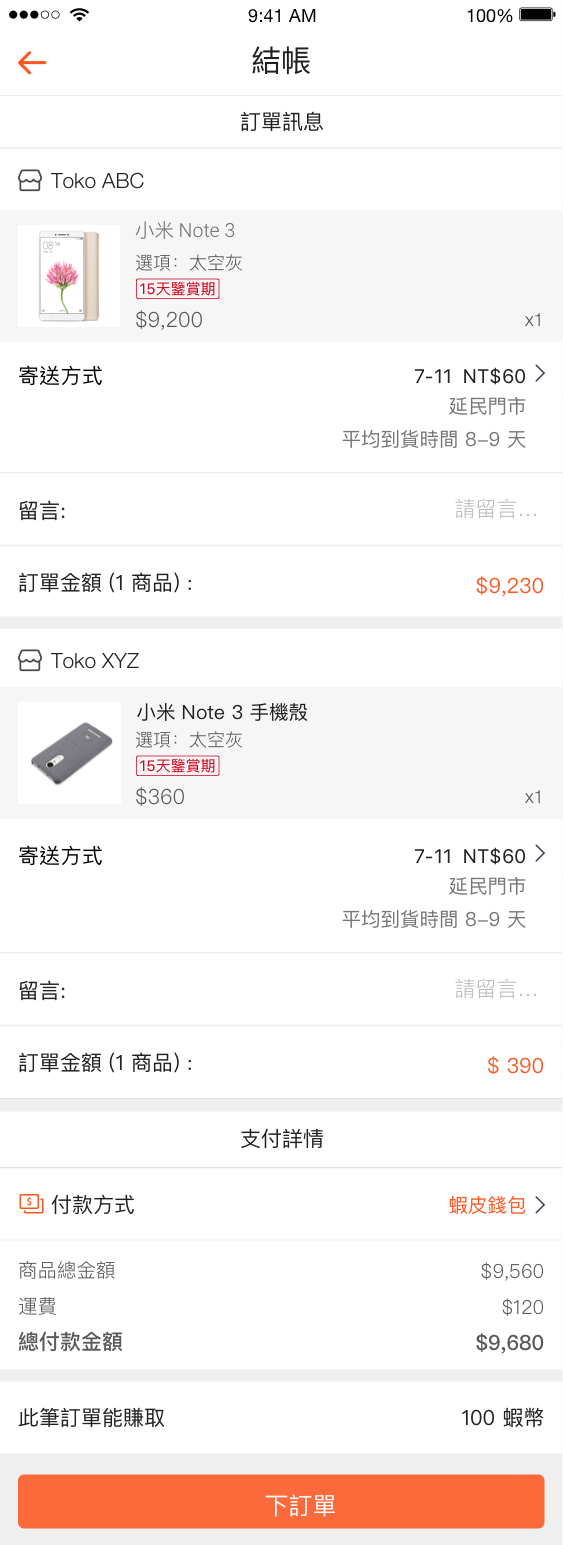 9:41 AM 100%
結帳
訂單訊息
Toko ABC
小米 Note 3
選項：太空灰
15天鑒賞期
$9,200 x1
寄送方式 7-11 NT$60
延民門市
平均到貨時間 8–9 天
留言: 請留言...
訂單金額 (1 商品) : $9,230
Toko XYZ
小米 Note 3 手機殼
選項：太空灰
15天鑒賞期
$360 x1
寄送方式 7-11 NT$60
延民門市
平均到貨時間 8–9 天
留言: 請留言...
訂單金額 (1 商品) : $ 390
支付詳情
付款方式 蝦皮錢包
商品總金額 $9,560
運費 $120
總付款金額 $9,680
此筆訂單能賺取 100 蝦幣
下訂單